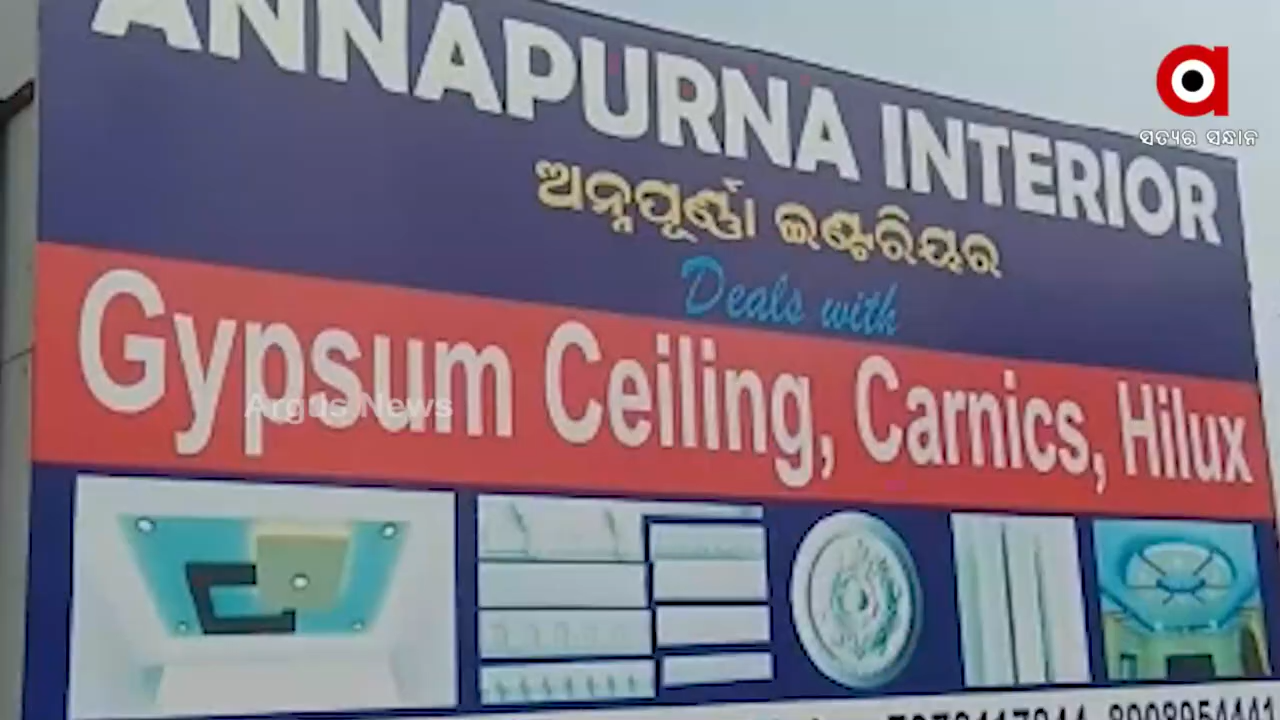 ANNAPURNA INTERIOR
ସତ୍ୟର ସନ୍ଧାନ
ଅନ୍ନପୂର୍ଣ୍ଣା ଇଣ୍ଟରିୟର
Deals with
Gypsum Ceiling, Carnics, Hilux
Argus News